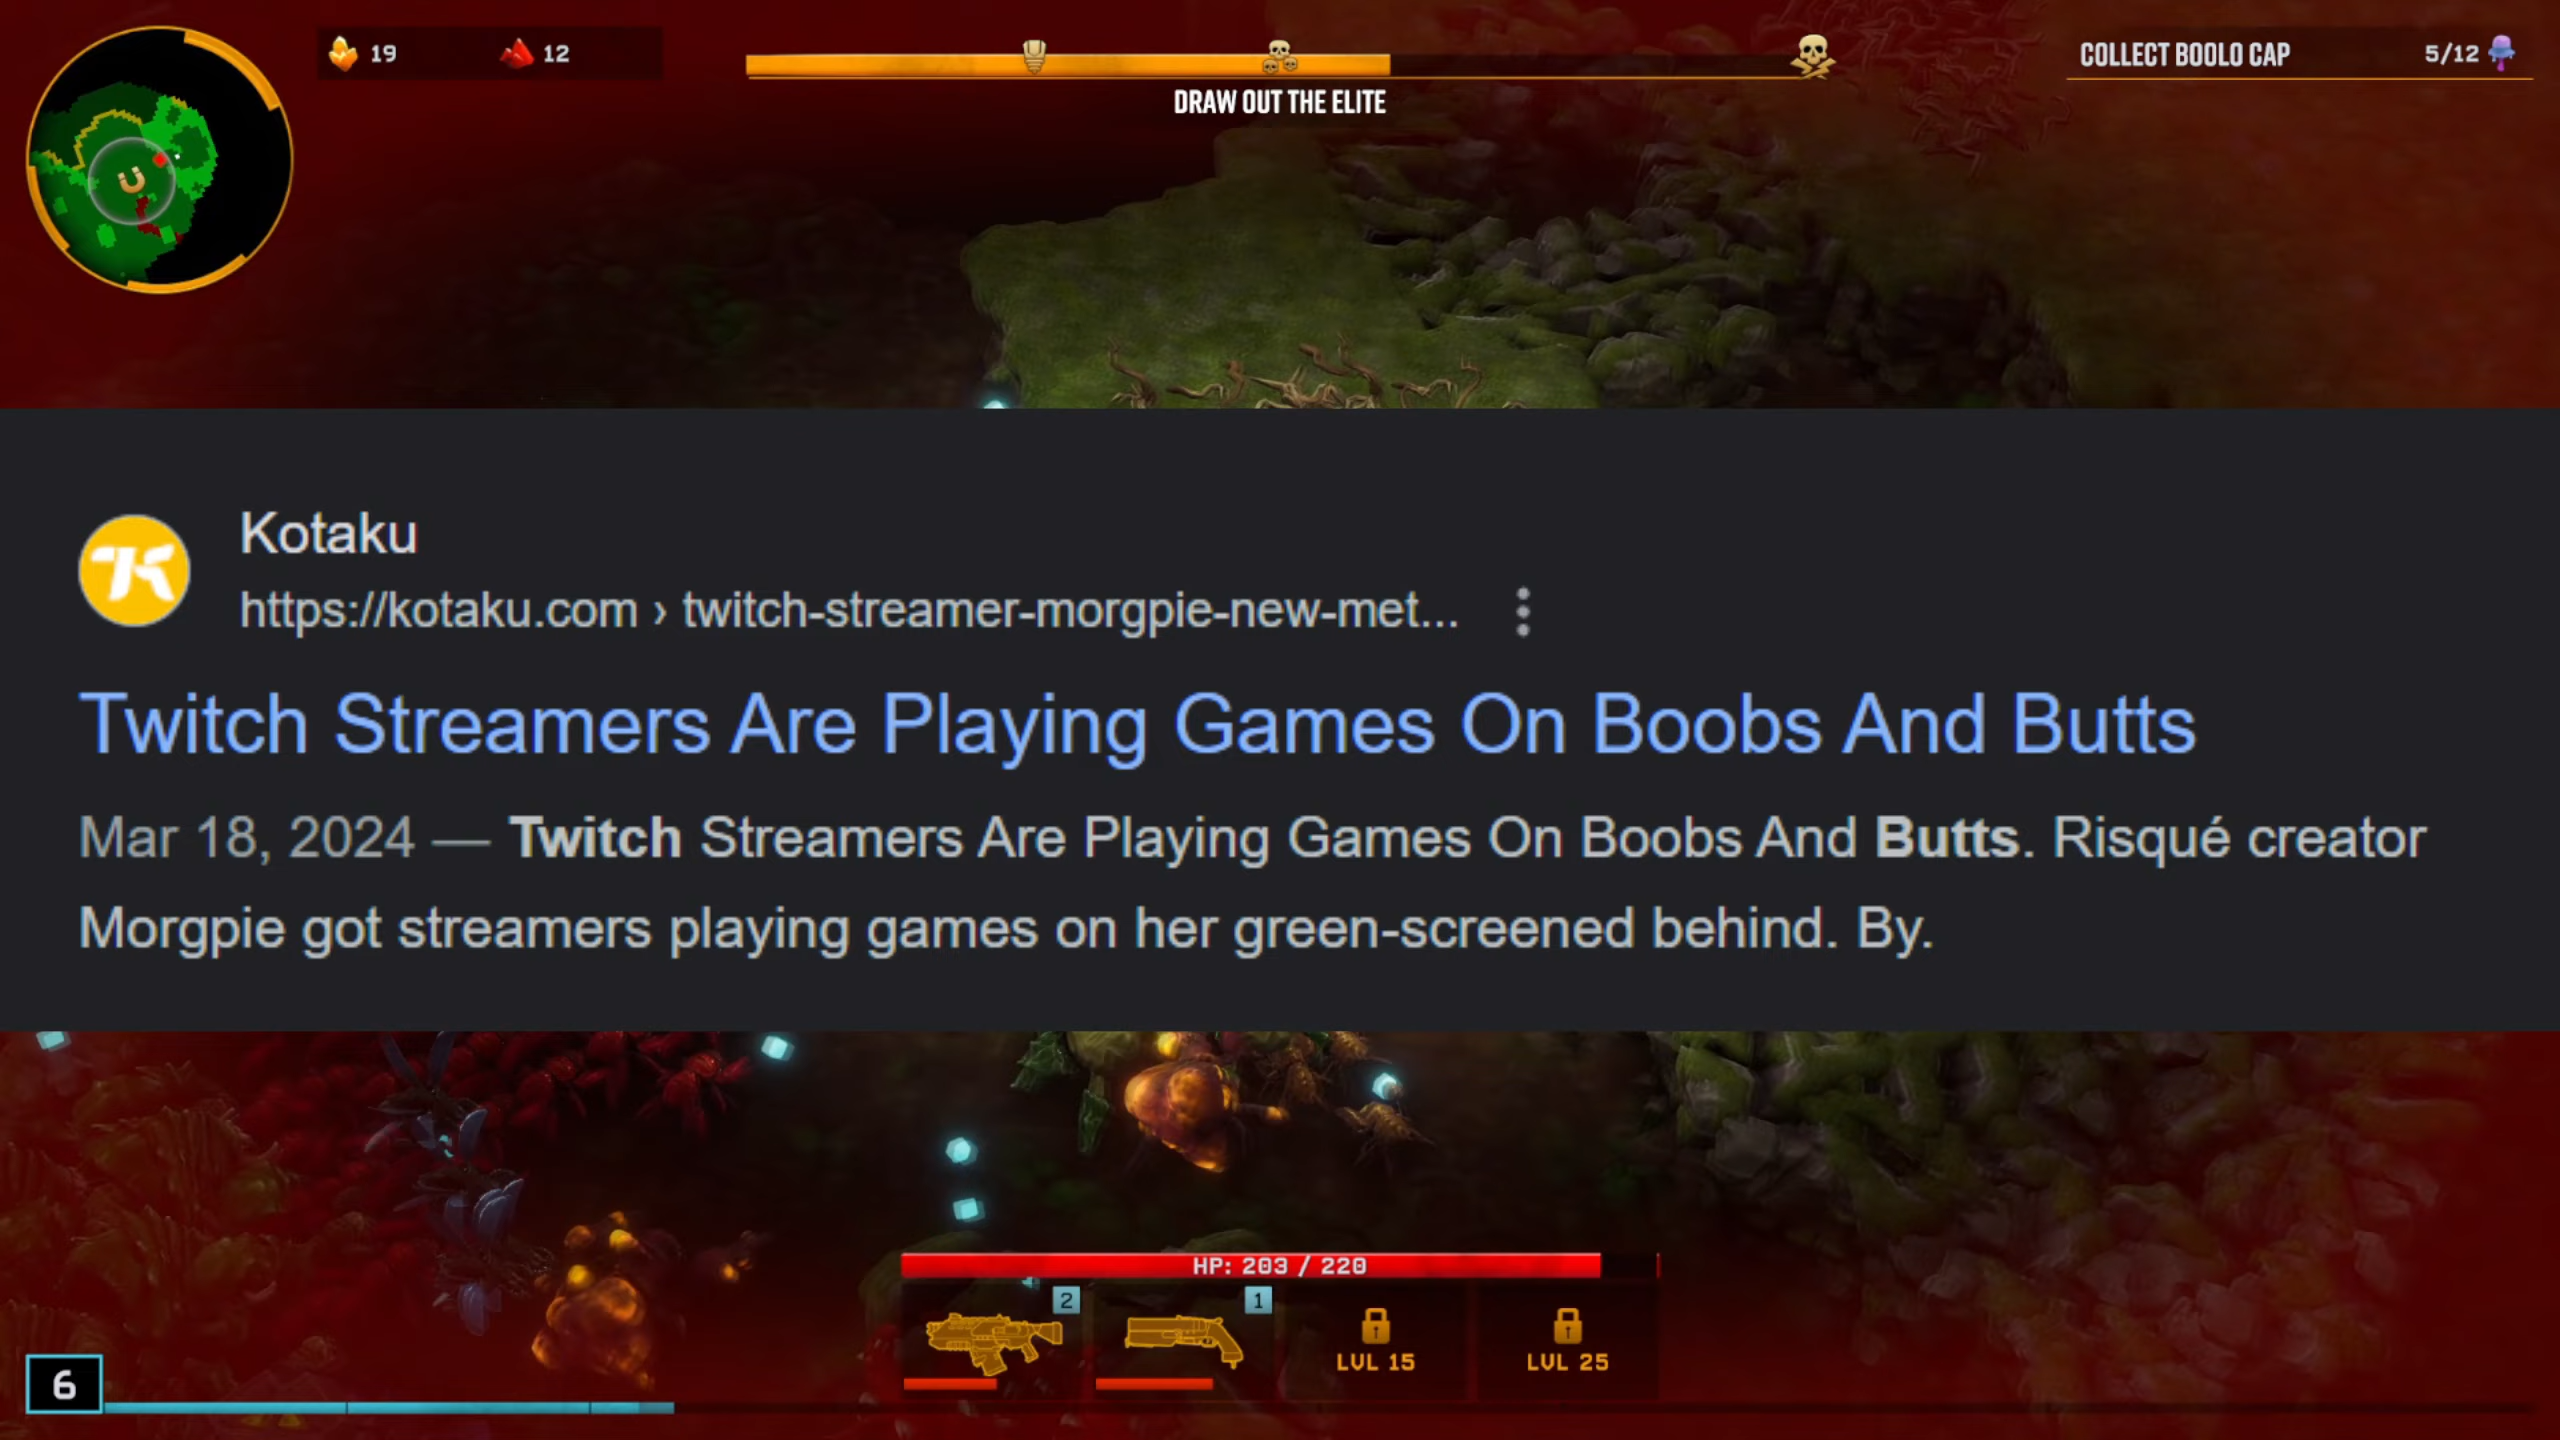 19
12
DRAW OUT THE ELITE
COLLECT BOOLO CAP 5/12
Kotaku
https://kotaku.com › twitch-streamer-morgpie-new-met...
Twitch Streamers Are Playing Games On Boobs And Butts
Mar 18, 2024 — Twitch Streamers Are Playing Games On Boobs And Butts. Risqué creator
Morgpie got streamers playing games on her green-screened behind. By.
HP: 203 / 220
2
1
LVL 15
LVL 25
6